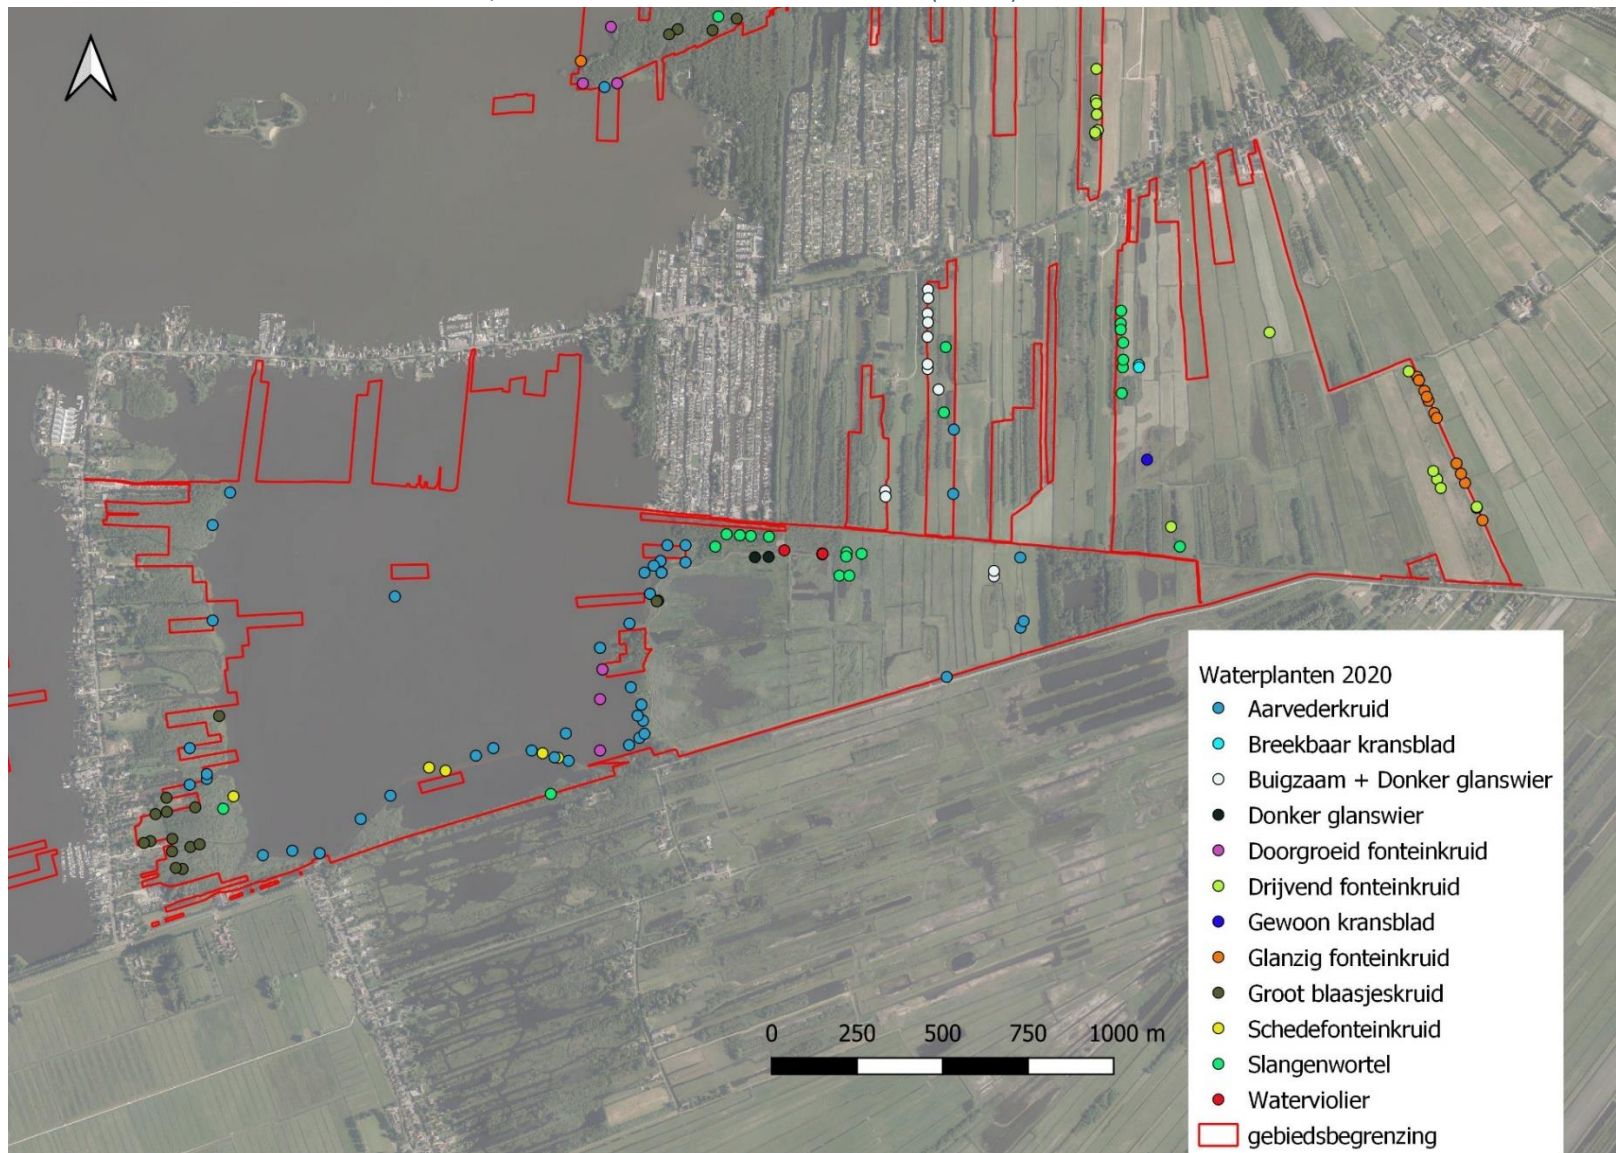 0 250 500 750 1000 m
Waterplanten 2020
Aarvederkruid
Breekbaar kransblad
Buigzaam + Donker glanswier
Donker glanswier
Doorgroeid fonteinkruid
Drijvend fonteinkruid
Gewoon kransblad
Glanzig fonteinkruid
Groot blaasjeskruid
Schedefonteinkruid
Slangenwortel
Waterviolier
gebiedsbegrenzing